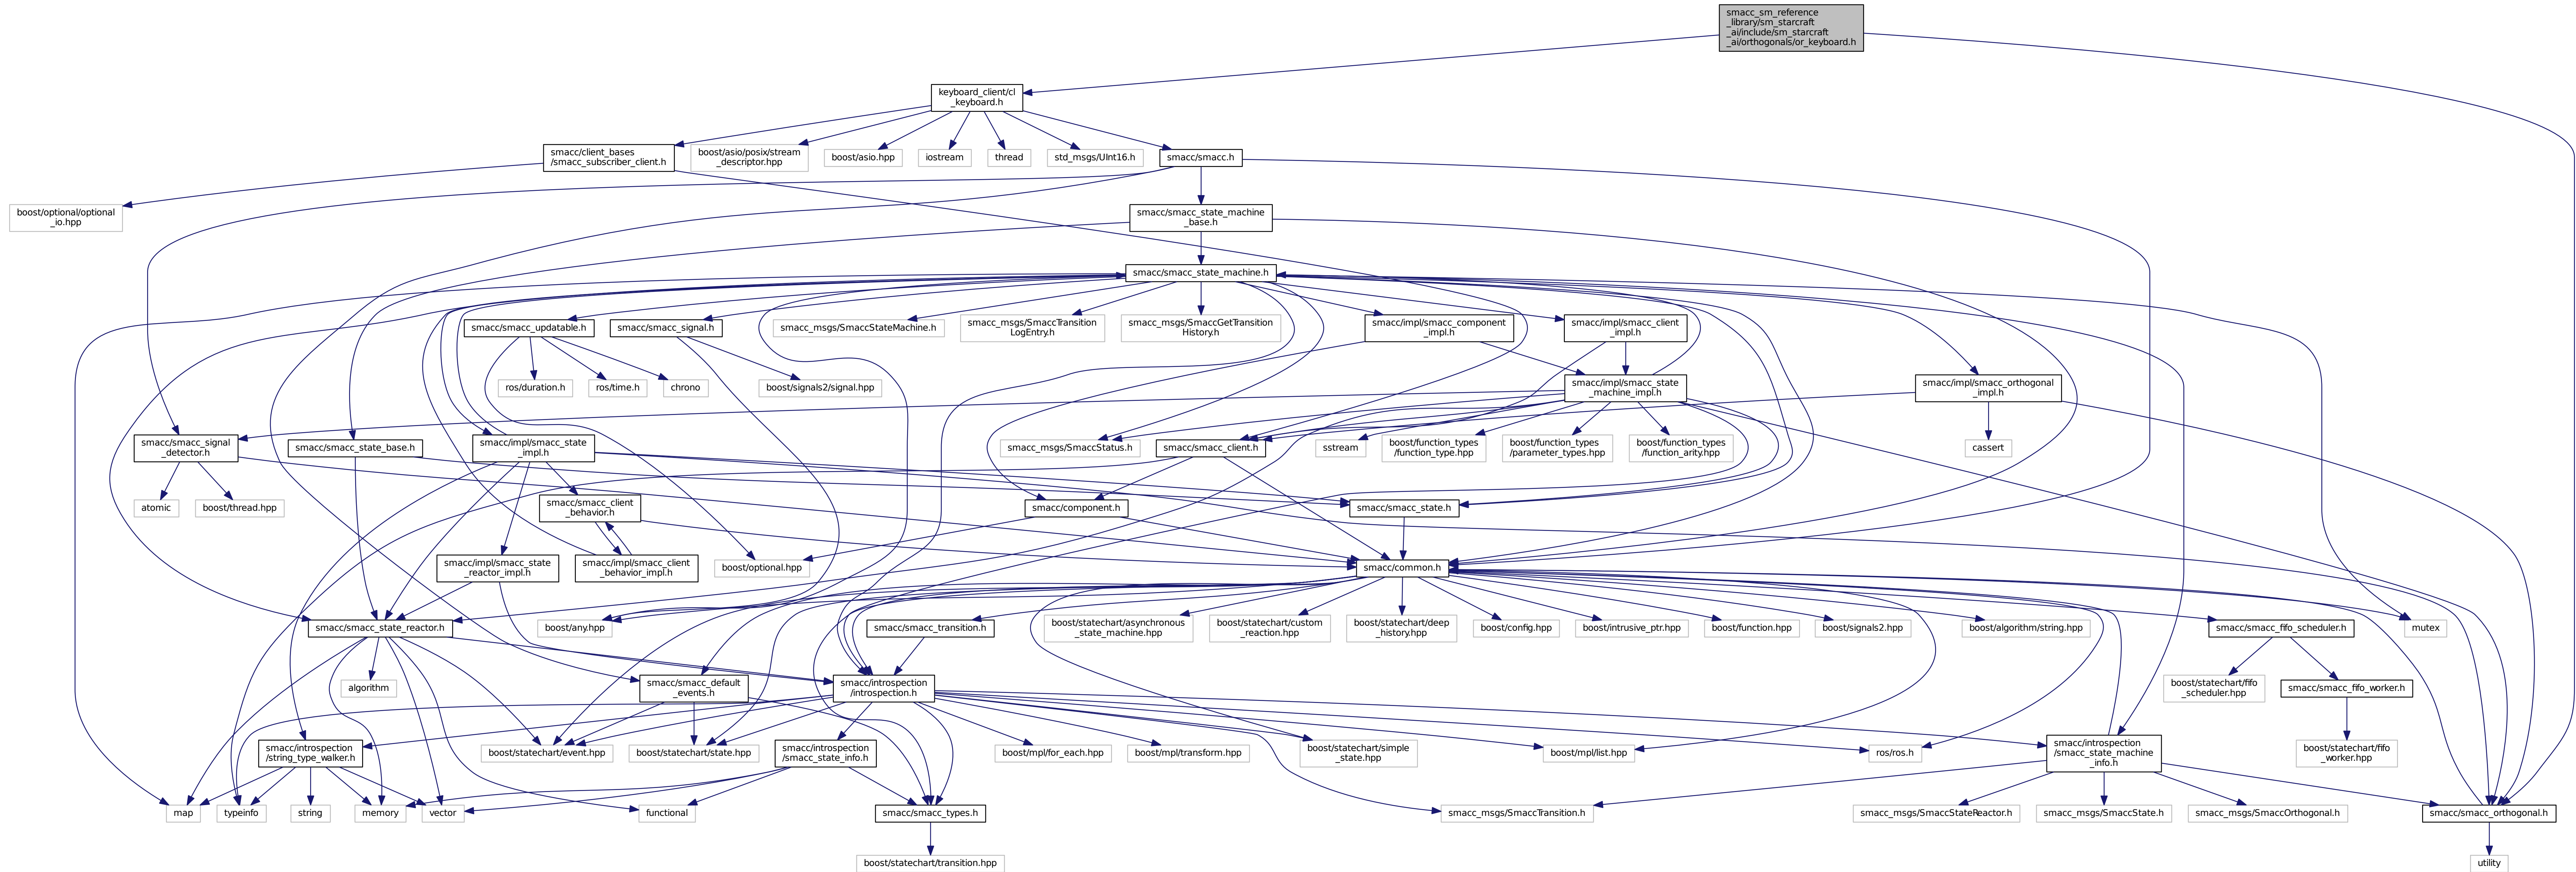 smacc_sm_reference
_library/sm_starcraft
_ai/include/sm_starcraft
_ai/orthogonals/or_keyboard.h
keyboard_client/cl
_keyboard.h
smacc/client_bases
/smacc_subscriber_client.h
boost/asio/posix/stream
_descriptor.hpp
boost/asio.hpp
iostream
thread
std_msgs/UInt16.h
smacc/smacc.h
boost/optional/optional
_io.hpp
smacc/smacc_state_machine
_base.h
smacc/smacc_state_machine.h
smacc/smacc_updatable.h
smacc/smacc_signal.h
smacc_msgs/SmaccStateMachine.h
smacc_msgs/SmaccTransition
LogEntry.h
smacc_msgs/SmaccGetTransition
History.h
smacc/impl/smacc_component
_impl.h
smacc/impl/smacc_client
_impl.h
ros/duration.h
ros/time.h
chrono
boost/signals2/signal.hpp
smacc/impl/smacc_state
_machine_impl.h
smacc/impl/smacc_orthogonal
_impl.h
smacc/smacc_signal
_detector.h
smacc/smacc_state_base.h
smacc/impl/smacc_state
_impl.h
smacc_msgs/SmaccStatus.h
smacc/smacc_client.h
sstream
boost/function_types
/function_type.hpp
boost/function_types
/parameter_types.hpp
boost/function_types
/function_arity.hpp
cassert
atomic
boost/thread.hpp
smacc/smacc_client
_behavior.h
smacc/component.h
smacc/smacc_state.h
smacc/impl/smacc_state
_reactor_impl.h
smacc/impl/smacc_client
_behavior_impl.h
boost/optional.hpp
smacc/common.h
smacc/smacc_state_reactor.h
boost/any.hpp
smacc/smacc_transition.h
boost/statechart/asynchronous
_state_machine.hpp
boost/statechart/custom
_reaction.hpp
boost/statechart/deep
_history.hpp
boost/config.hpp
boost/intrusive_ptr.hpp
boost/function.hpp
boost/signals2.hpp
boost/algorithm/string.hpp
smacc/smacc_fifo_scheduler.h
mutex
algorithm
smacc/smacc_default
_events.h
smacc/introspection
/introspection.h
boost/statechart/fifo
_scheduler.hpp
smacc/smacc_fifo_worker.h
smacc/introspection
/string_type_walker.h
boost/statechart/event.hpp
boost/statechart/state.hpp
smacc/introspection
/smacc_state_info.h
boost/mpl/for_each.hpp
boost/mpl/transform.hpp
boost/statechart/simple
_state.hpp
boost/mpl/list.hpp
ros/ros.h
smacc/introspection
/smacc_state_machine
_info.h
boost/statechart/fifo
_worker.hpp
map
typeinfo
string
memory
vector
functional
smacc/smacc_types.h
smacc_msgs/SmaccTransition.h
smacc_msgs/SmaccStateReactor.h
smacc_msgs/SmaccState.h
smacc_msgs/SmaccOrthogonal.h
smacc/smacc_orthogonal.h
boost/statechart/transition.hpp
utility